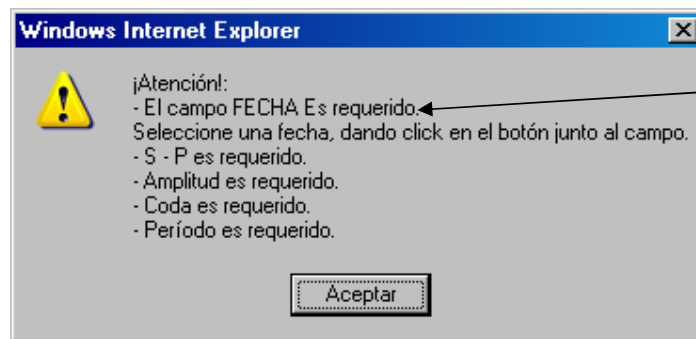 Windows Internet Explorer
¡Atención!:
- El campo FECHA Es requerido.
Seleccione una fecha, dando click en el botón junto al campo.
- S - P es requerido.
- Amplitud es requerido.
- Coda es requerido.
- Período es requerido.
Aceptar